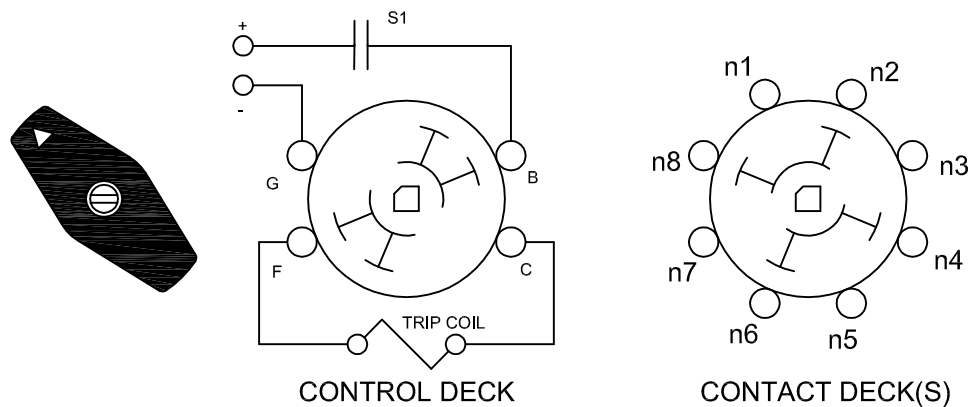 S1
+
-
G
B
F
C
TRIP COIL
CONTROL DECK
n1
n2
n8
n3
n7
n4
n6
n5
CONTACT DECK(S)